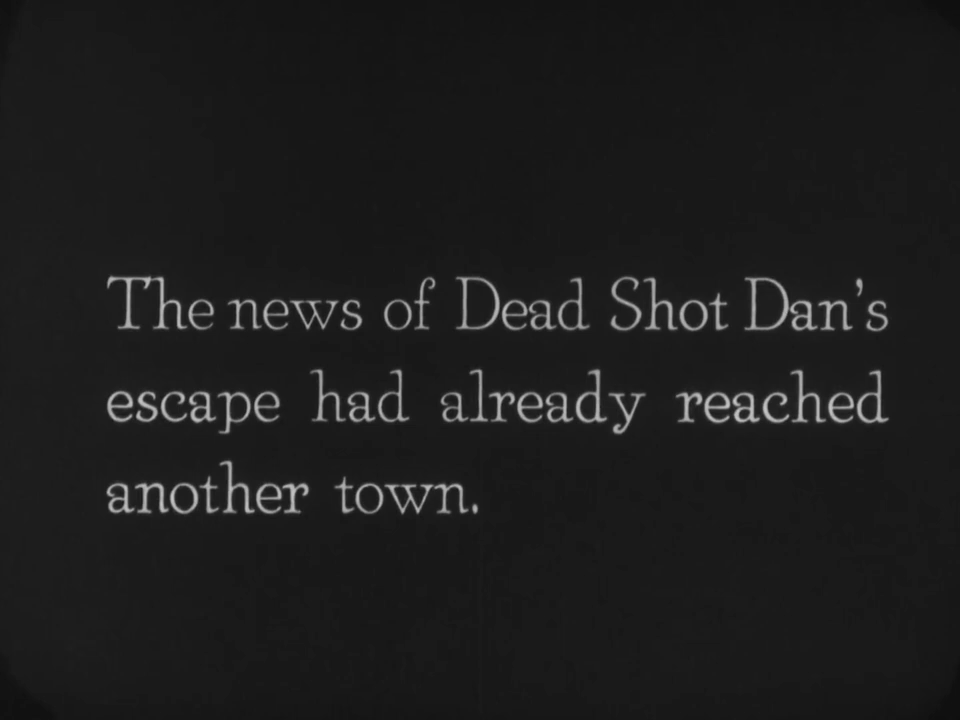 The news of Dead Shot Dan's
escape had already reached
another town.